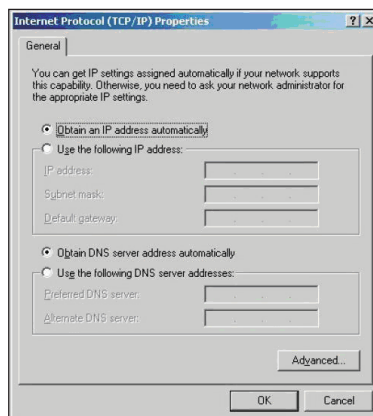 Internet Protocol (TCP/IP) Properties
General
You can get IP settings assigned automatically if your network supports
this capability. Otherwise, you need to ask your network administrator for
the appropriate IP settings.
Obtain an IP address automatically
Use the following IP address:
IP address:
Subnet mask:
Default gateway:
Obtain DNS server address automatically
Use the following DNS server addresses:
Preferred DNS server:
Alternate DNS server:
Advanced...
OK
Cancel